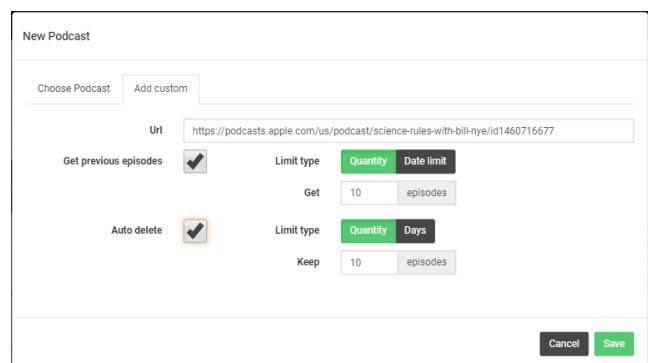 New Podcast
Choose Podcast Add custom
Url https://podcasts.apple.com/us/podcast/science-rules-with-bill-nye/id1460716677
Get previous episodes Limit type Quantity Date limit
Get 10 episodes
Auto delete Limit type Quantity Days
Keep 10 episodes
Cancel Save